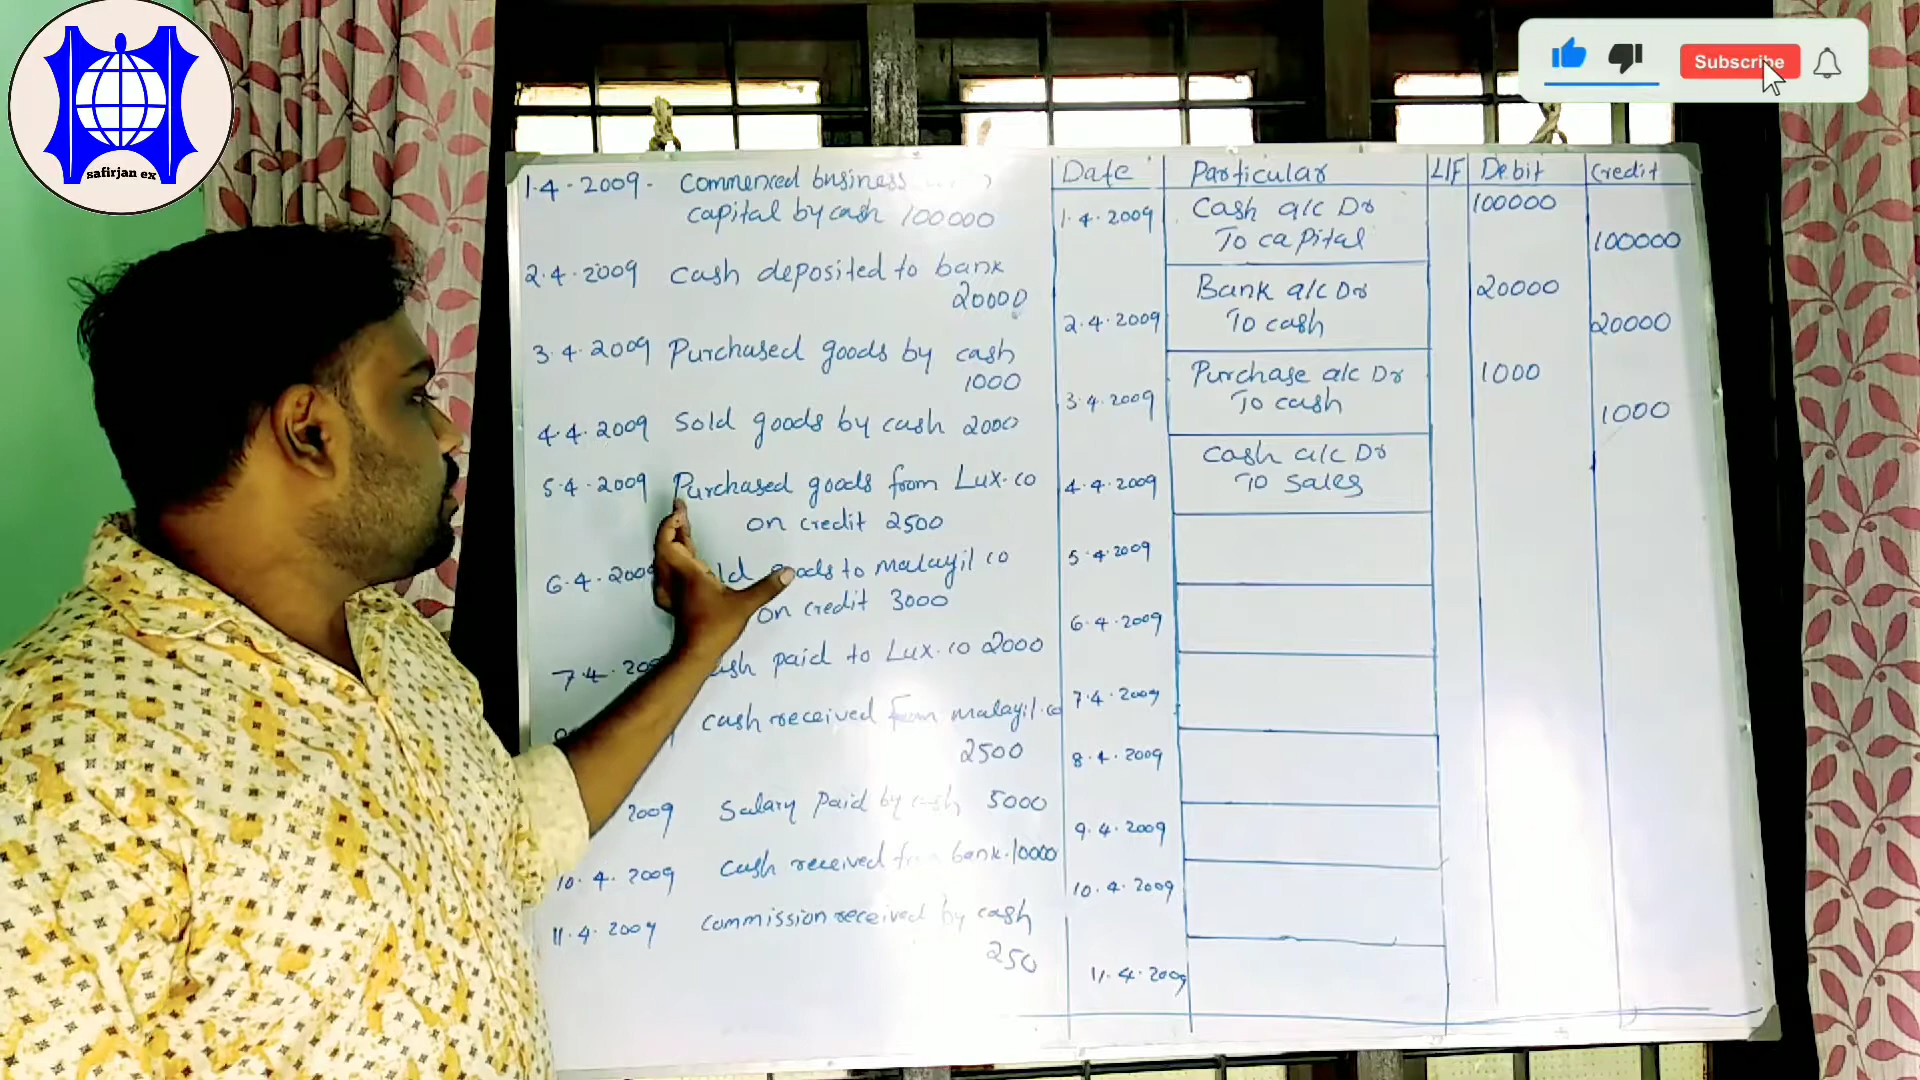 safirjan ex
Subscribe
1.4.2009. Commenced business
capital by cash 100000
2.4.2009 cash deposited to bank
20000
3.4.2009 Purchased goods by cash
1000
4.4.2009 Sold goods by cash 2000
5.4.2009 Purchased goods from Lux.co
on credit 2500
6.4.2009 goods to malayil co
on credit 3000
7.4. paid to Lux.co 2000
cash received from malayil.co
2500
2009 Salary paid by cash 5000
10.4.2009 cash received from bank.10000
11.4.2009 commission received by cash
250
Date Particular L/F Debit Credit
1.4.2009 Cash a/c Dr 100000
To capital 100000
Bank a/c Dr 20000
2.4.2009 To cash 20000
Purchase a/c Dr 1000
3.4.2009 To cash 1000
Cash a/c Dr
4.4.2009 To Sales
5.4.2009
6.4.2009
7.4.2009
8.4.2009
9.4.2009
10.4.2009
11.4.2009